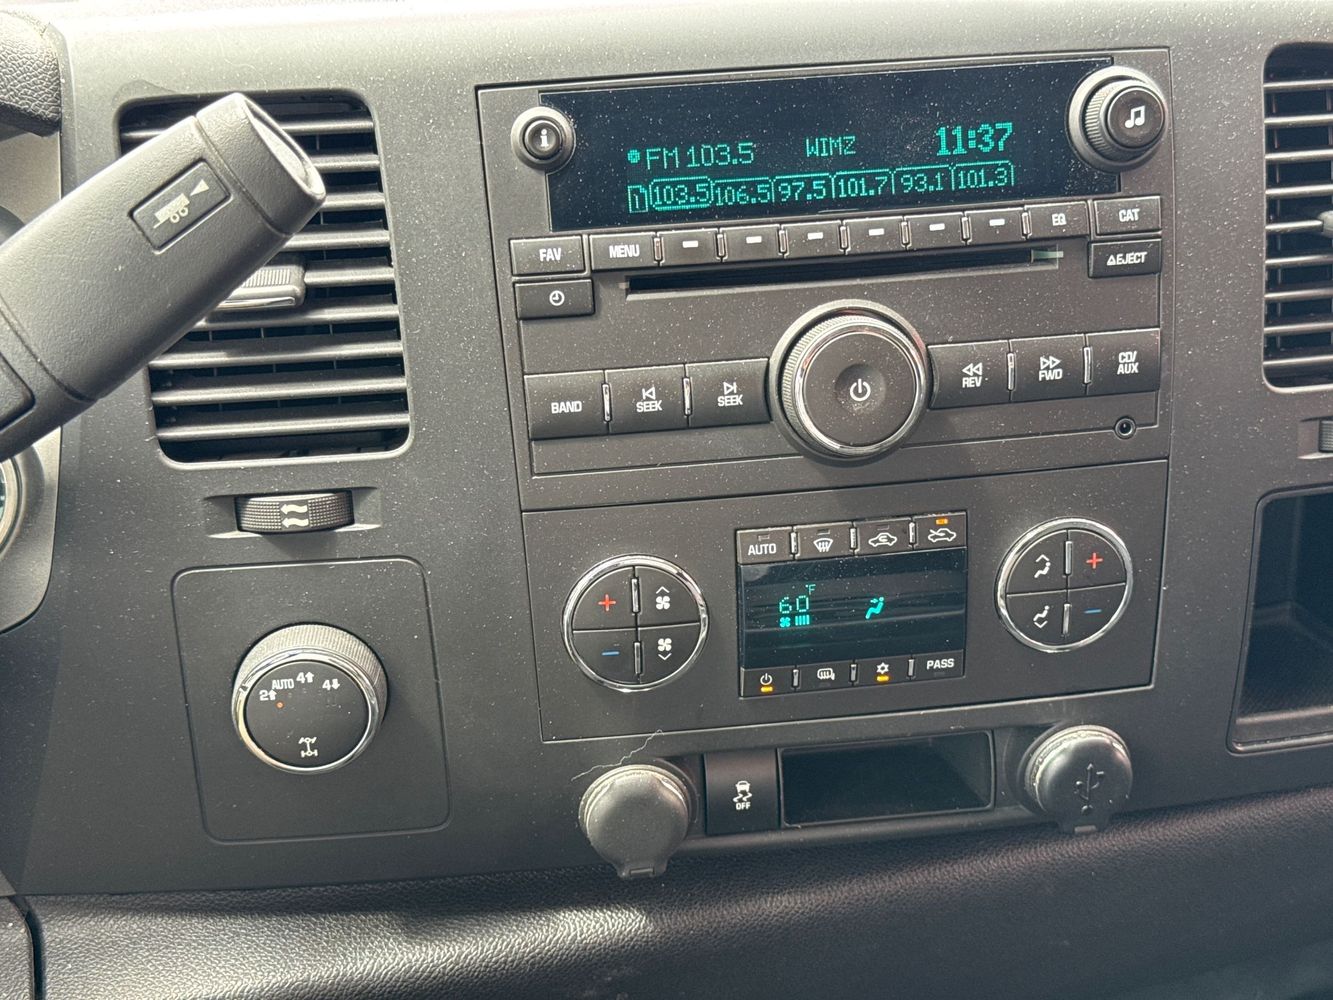 FM 103.5 WIMZ 11:37
1 103.5 106.5 97.5 101.7 93.1 101.3
FAV MENU EQ CAT
EJECT
BAND SEEK SEEK REV FWD CD/
AUX
AUTO
60°F
PASS
2 AUTO 4 4
OFF